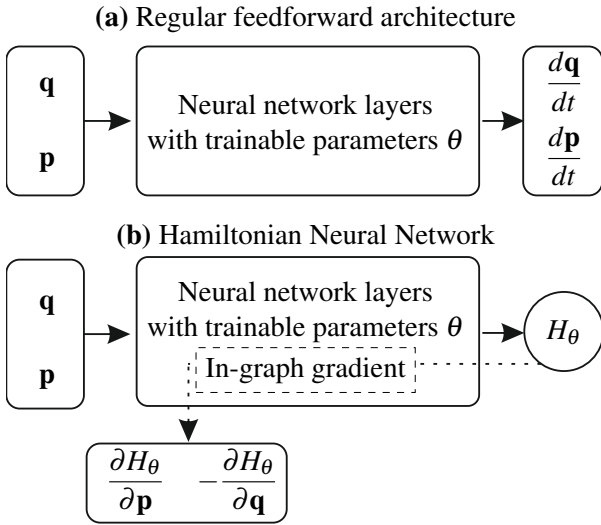 (a) Regular feedforward architecture
q
p
Neural network layers
with trainable parameters θ
dq/dt
dp/dt
(b) Hamiltonian Neural Network
q
p
Neural network layers
with trainable parameters θ
In-graph gradient
H_θ
∂H_θ/∂p −∂H_θ/∂q